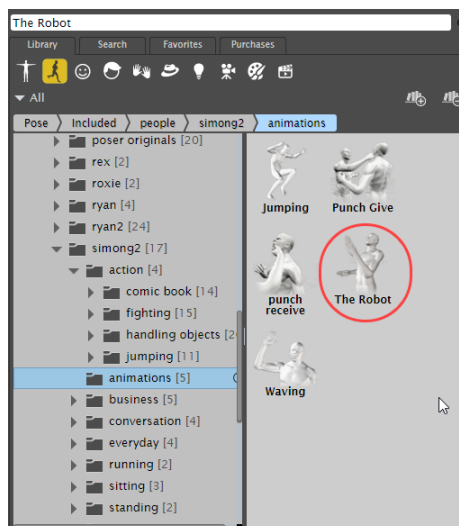 The Robot
Library Search Favorites Purchases
All
Pose Included people simong2 animations
poser originals [20]
rex [2]
roxie [2]
ryan [4]
ryan2 [24]
simong2 [17]
action [4]
comic book [14]
fighting [15]
handling objects
jumping [11]
animations [5]
business [5]
conversation [4]
everyday [4]
running [2]
sitting [3]
standing [2]
Jumping Punch Give
punch
receive
The Robot
Waving